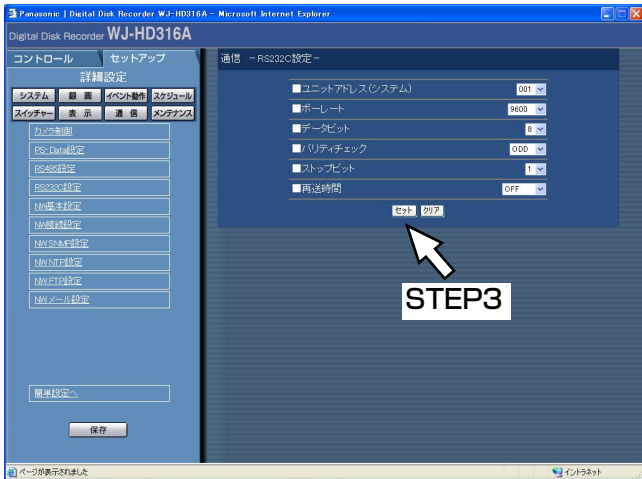 Panasonic | Digital Disk Recorder WJ-HD316A - Microsoft Internet Explorer
Digital Disk Recorder WJ-HD316A
コントロール
セットアップ
詳細設定
システム 録 画 イベント動作 スケジュール
スイッチャー 表 示 通 信 メンテナンス
カメラ制御
PS･Data設定
RS485設定
RS232C設定
NW基本設定
NW接続設定
NW SNMP設定
NW NTP設定
NW FTP設定
NWメール設定
簡単設定へ
保存
通信 －RS232C設定－
■ユニットアドレス(システム) 001
■ボーレート 9600
■データビット 8
■パリティチェック ODD
■ストップビット 1
■再送時間 OFF
セット クリア
STEP3
ページが表示されました
イントラネット